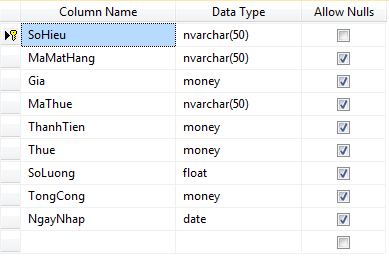 Column Name Data Type Allow Nulls
SoHieu nvarchar(50)
MaMatHang nvarchar(50)
Gia money
MaThue nvarchar(50)
ThanhTien money
Thue money
SoLuong float
TongCong money
NgayNhap date